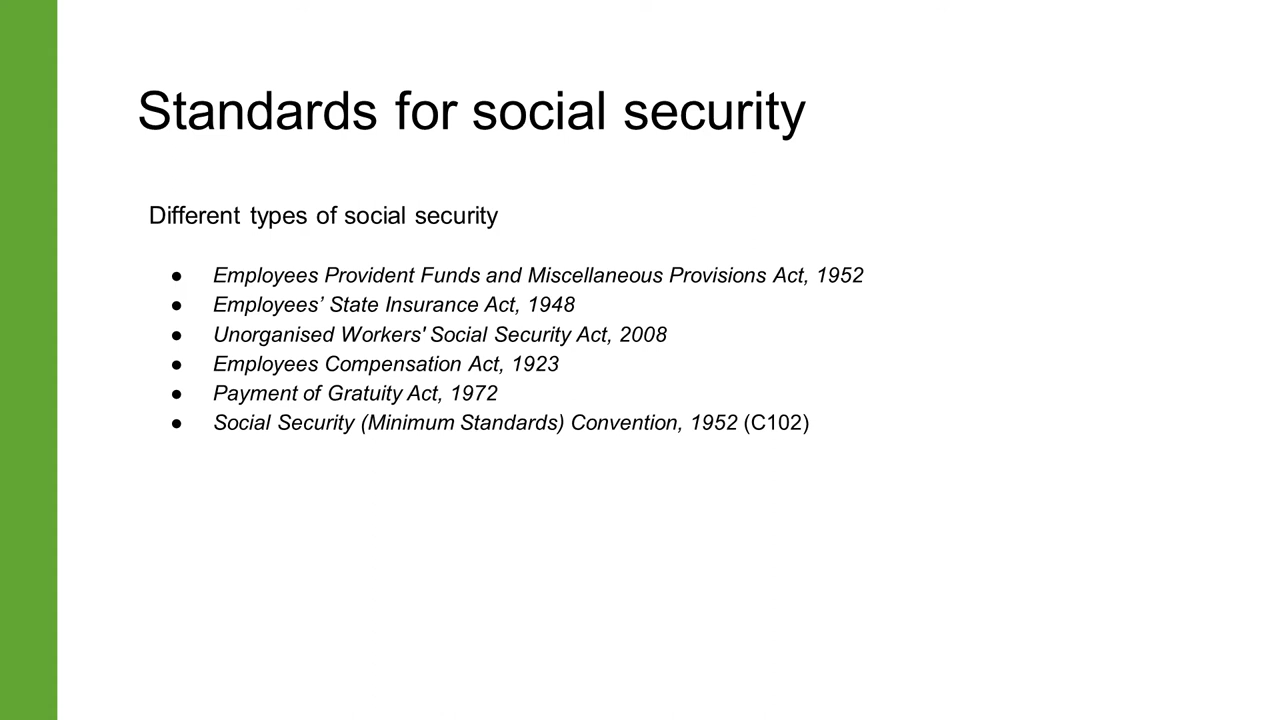 Standards for social security
Different types of social security
● Employees Provident Funds and Miscellaneous Provisions Act, 1952
● Employees’ State Insurance Act, 1948
● Unorganised Workers' Social Security Act, 2008
● Employees Compensation Act, 1923
● Payment of Gratuity Act, 1972
● Social Security (Minimum Standards) Convention, 1952 (C102)